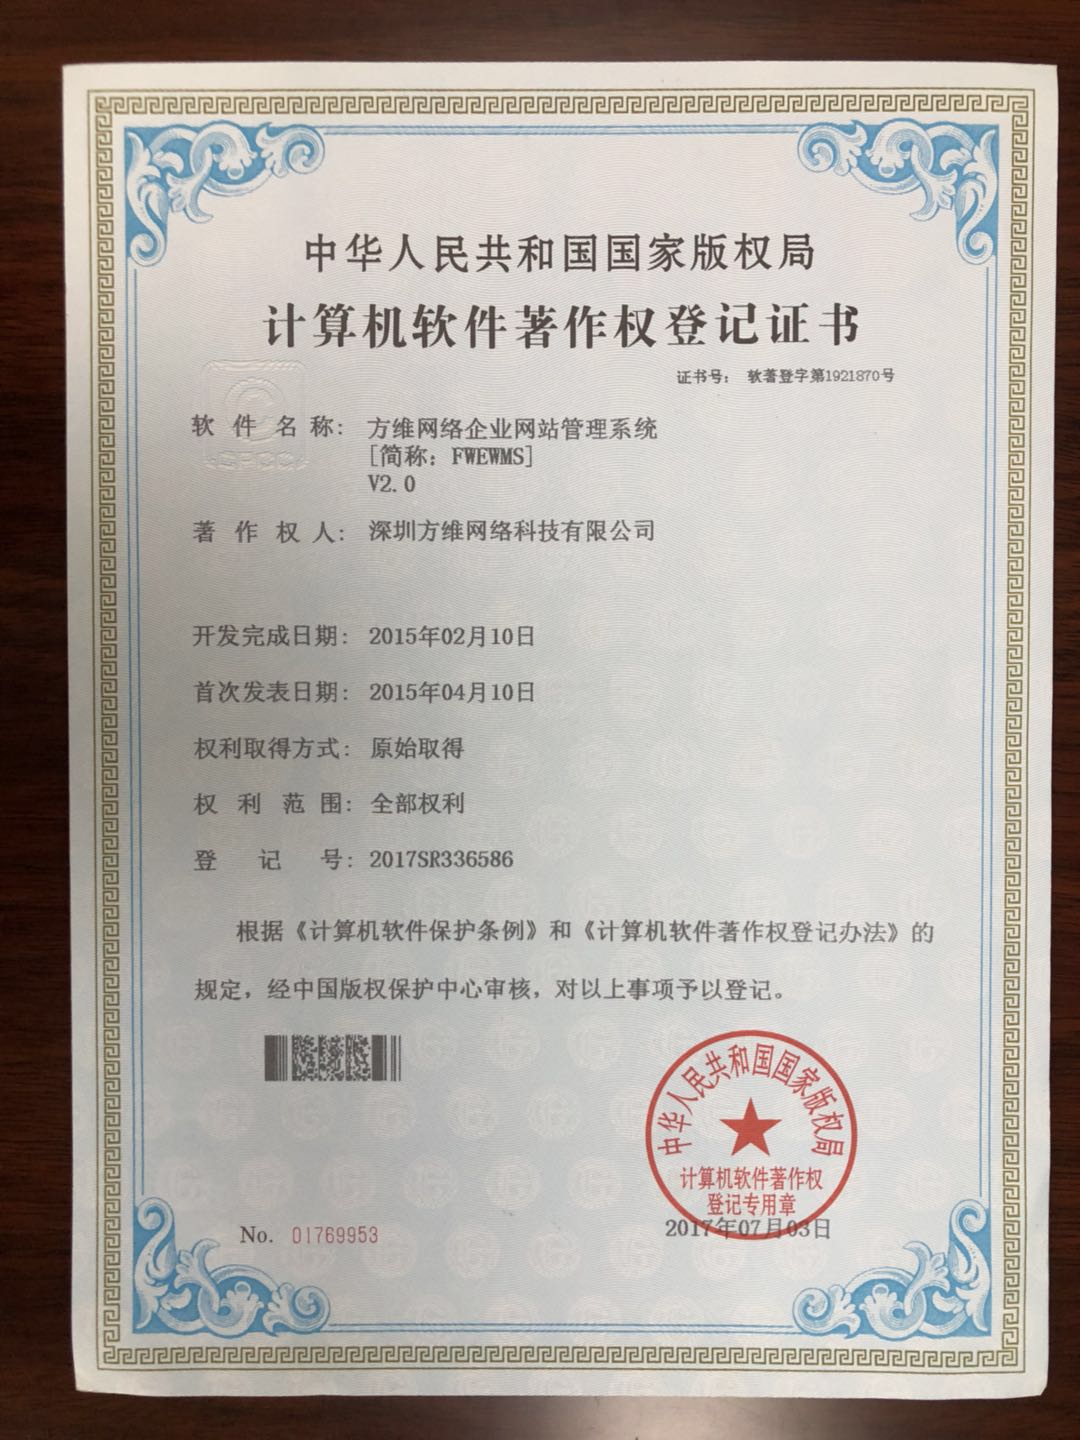 中华人民共和国国家版权局
计算机软件著作权登记证书
证书号： 软著登字第1921870号
软件名称： 方维网络企业网站管理系统
[简称：FWEWMS]
V2.0
著作权人： 深圳方维网络科技有限公司
开发完成日期： 2015年02月10日
首次发表日期： 2015年04月10日
权利取得方式： 原始取得
权利范围： 全部权利
登记号： 2017SR336586
根据《计算机软件保护条例》和《计算机软件著作权登记办法》的
规定，经中国版权保护中心审核，对以上事项予以登记。
中华人民共和国国家版权局
计算机软件著作权
登记专用章
2017年07月03日
No. 01769953